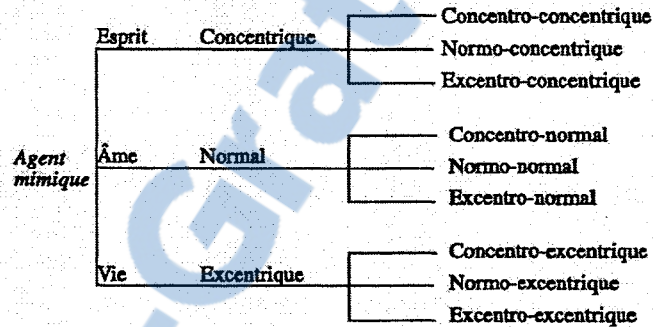 Concentro-concentrique
Esprit Concentrique Normo-concentrique
Excentro-concentrique
Concentro-normal
Agent mimique Âme Normal Normo-normal
Excentro-normal
Concentro-excentrique
Vie Excentrique Normo-excentrique
Excentro-excentrique
-Grat